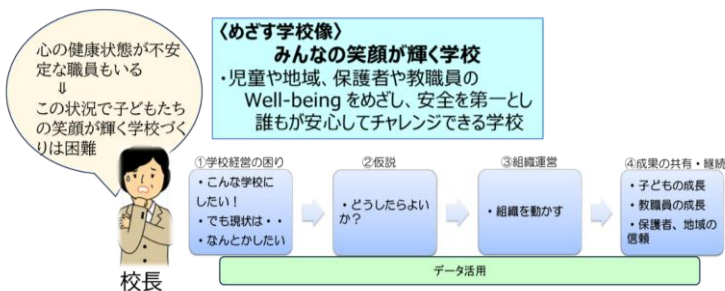 心の健康状態が不安
定な職員もいる
⇓
この状況で子どもたち
の笑顔が輝く学校づく
りは困難
校長
〈めざす学校像〉
みんなの笑顔が輝く学校
・児童や地域、保護者や教職員の
Well-being をめざし、安全を第一とし
誰もが安心してチャレンジできる学校
①学校経営の困り
・こんな学校に
したい！
・でも現状は・・
・なんとかしたい
②仮説
・どうしたらよい
か？
③組織運営
・組織を動かす
④成果の共有・継続
・子どもの成長
・教職員の成長
・保護者、地域の
信頼
データ活用